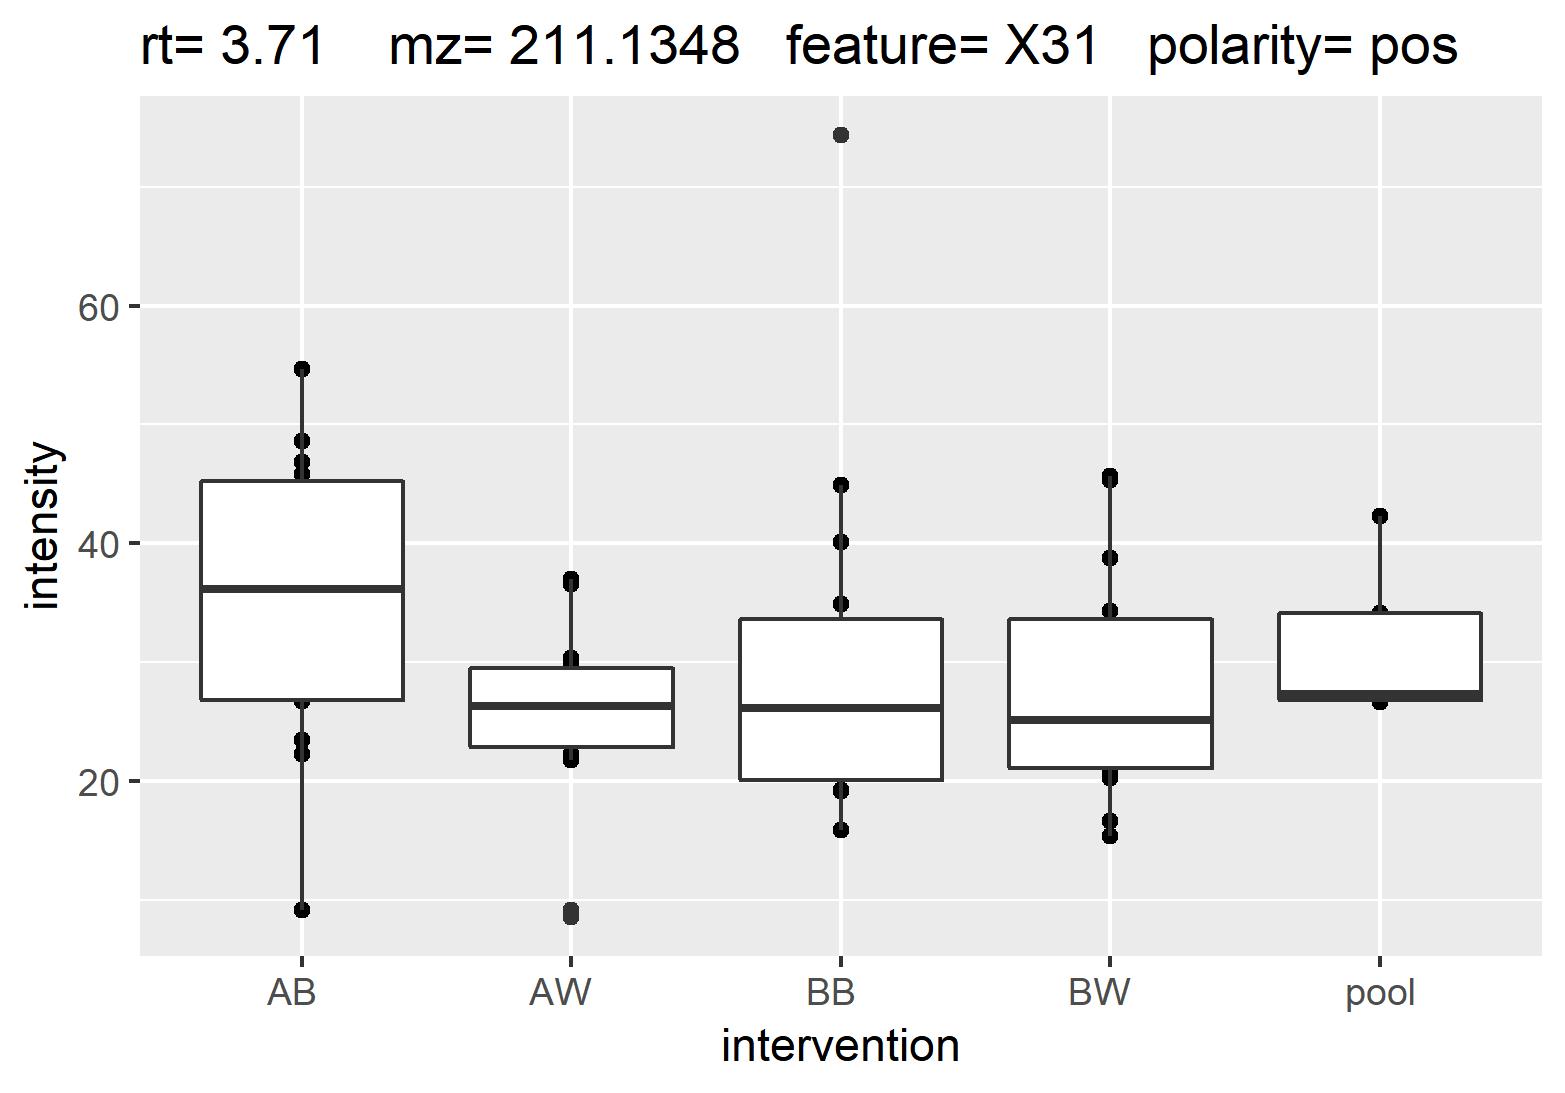 rt= 3.71 mz= 211.1348 feature= X31 polarity= pos
intensity
60
40
20
AB AW BB BW pool
intervention